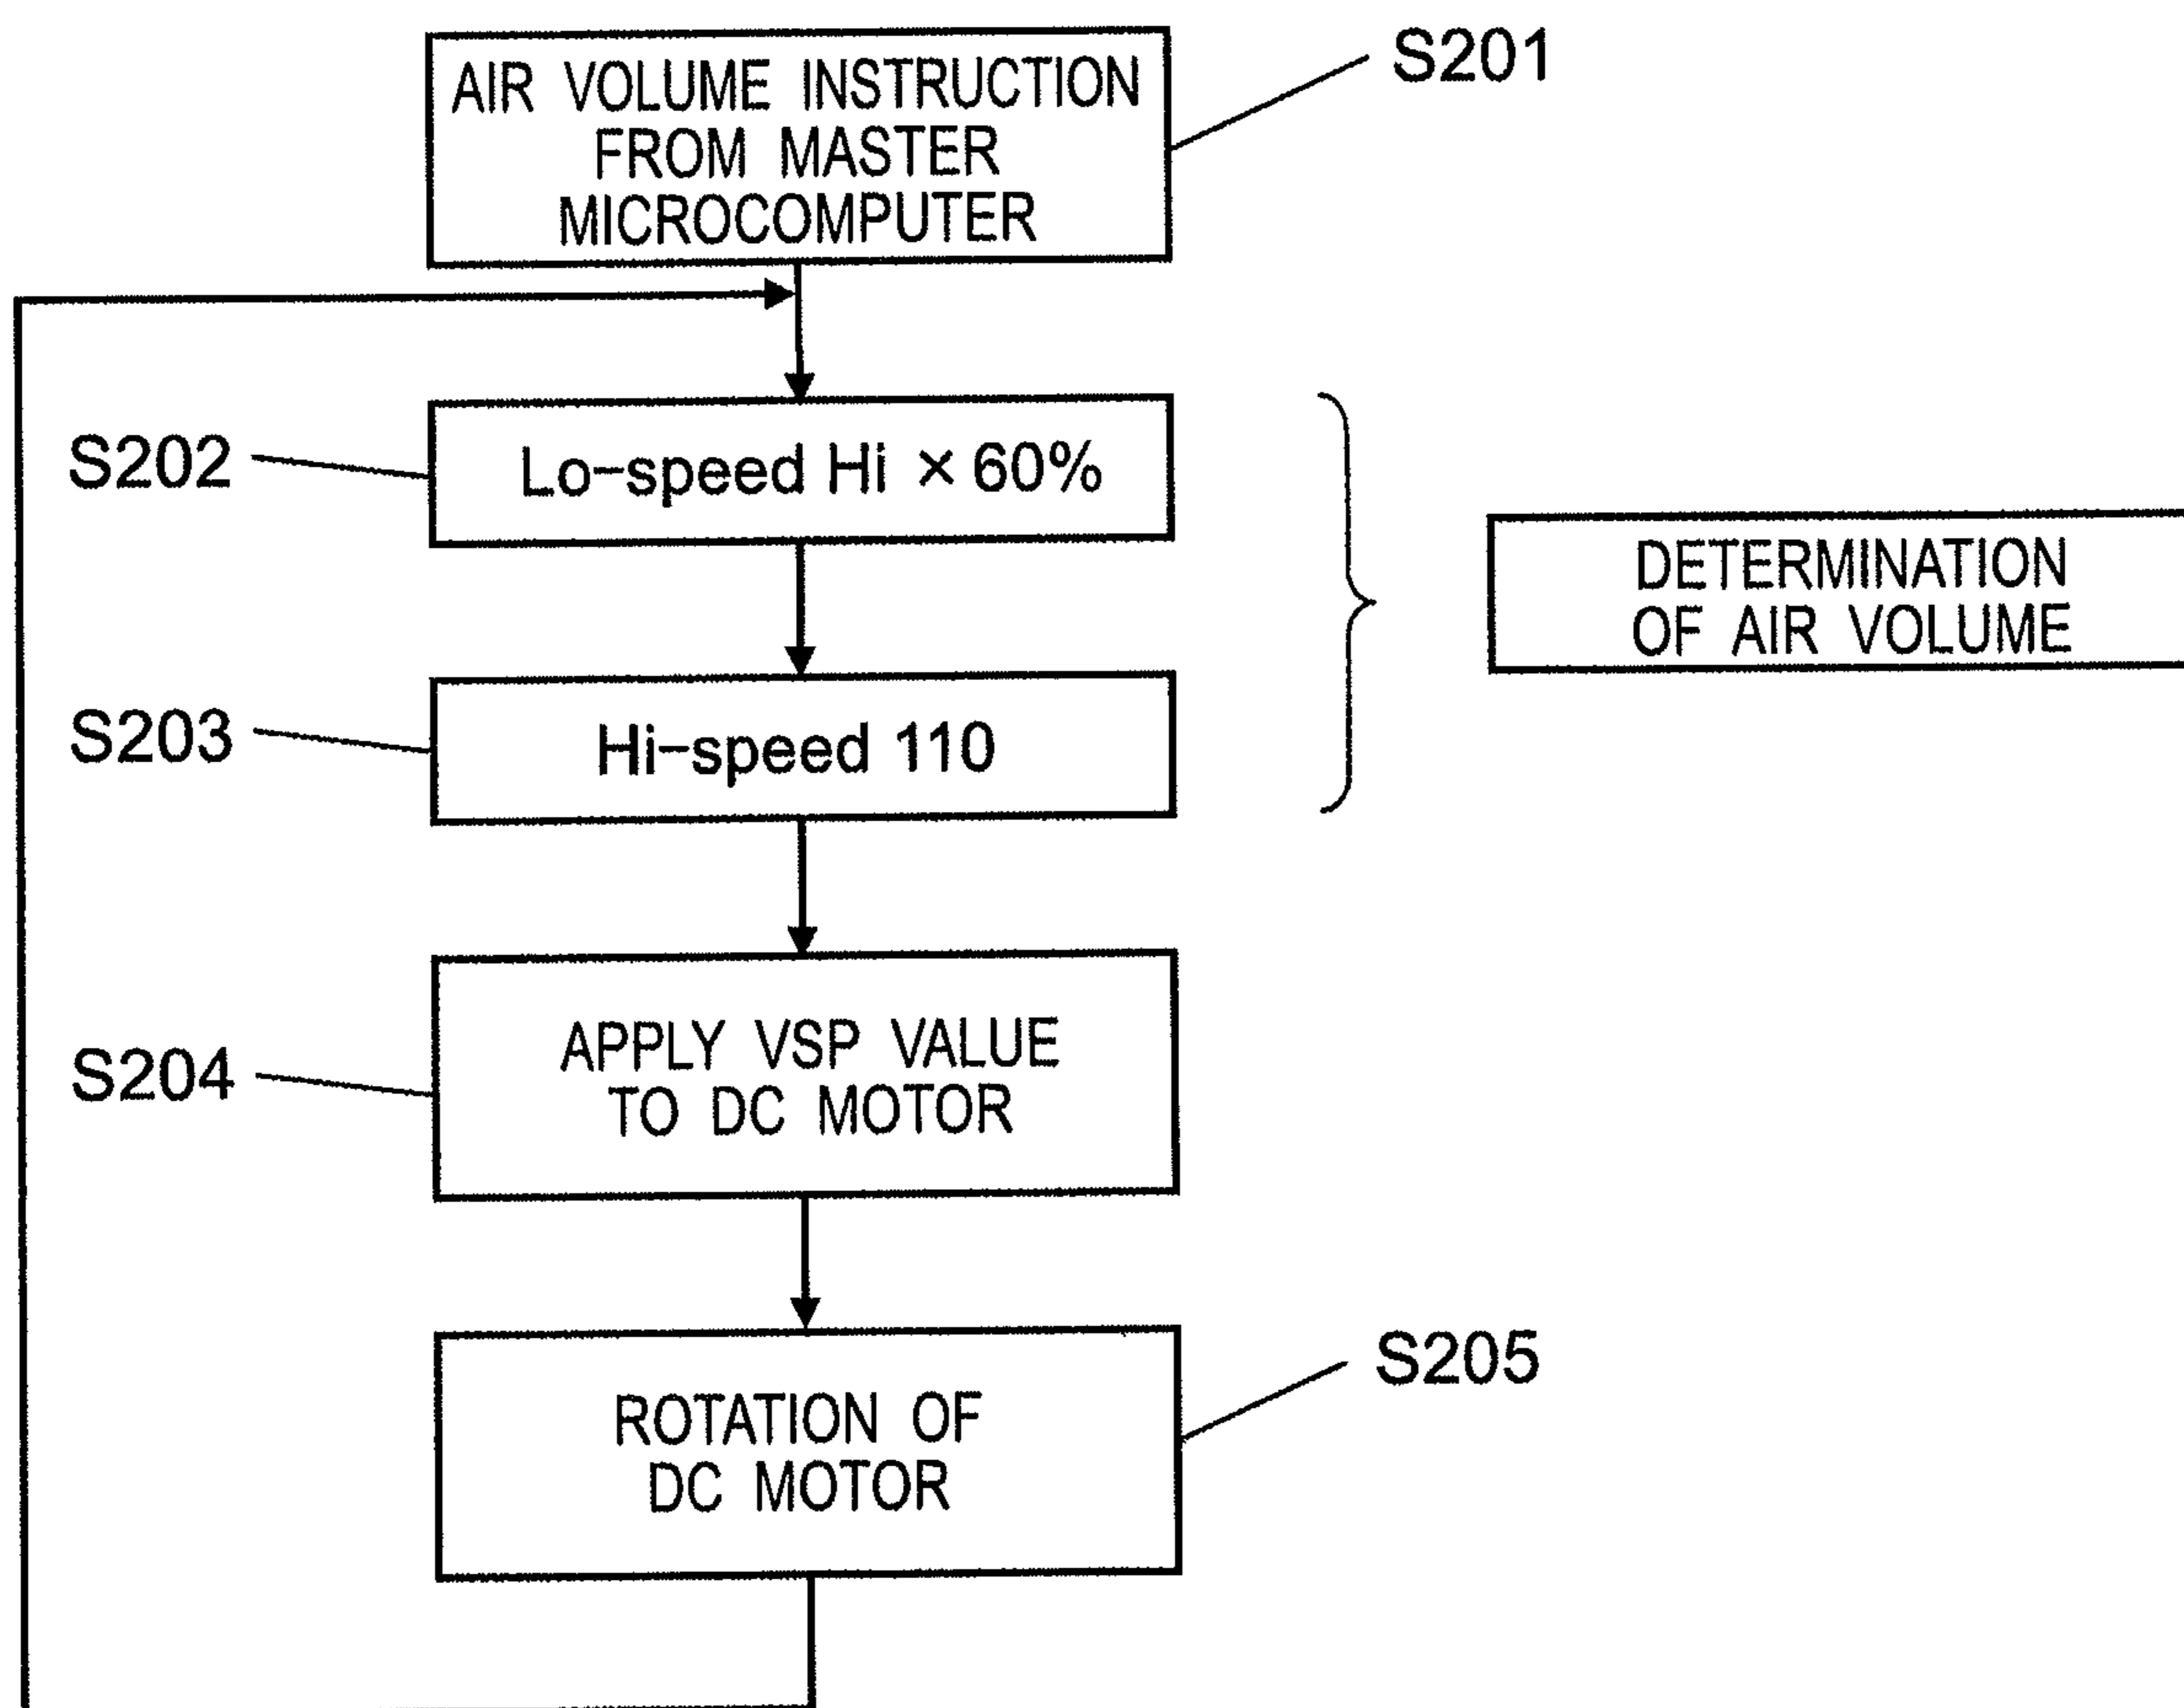 AIR VOLUME INSTRUCTION
FROM MASTER
MICROCOMPUTER
S201
S202
Lo-speed Hi × 60%
DETERMINATION
OF AIR VOLUME
S203
Hi-speed 110
S204
APPLY VSP VALUE
TO DC MOTOR
S205
ROTATION OF
DC MOTOR